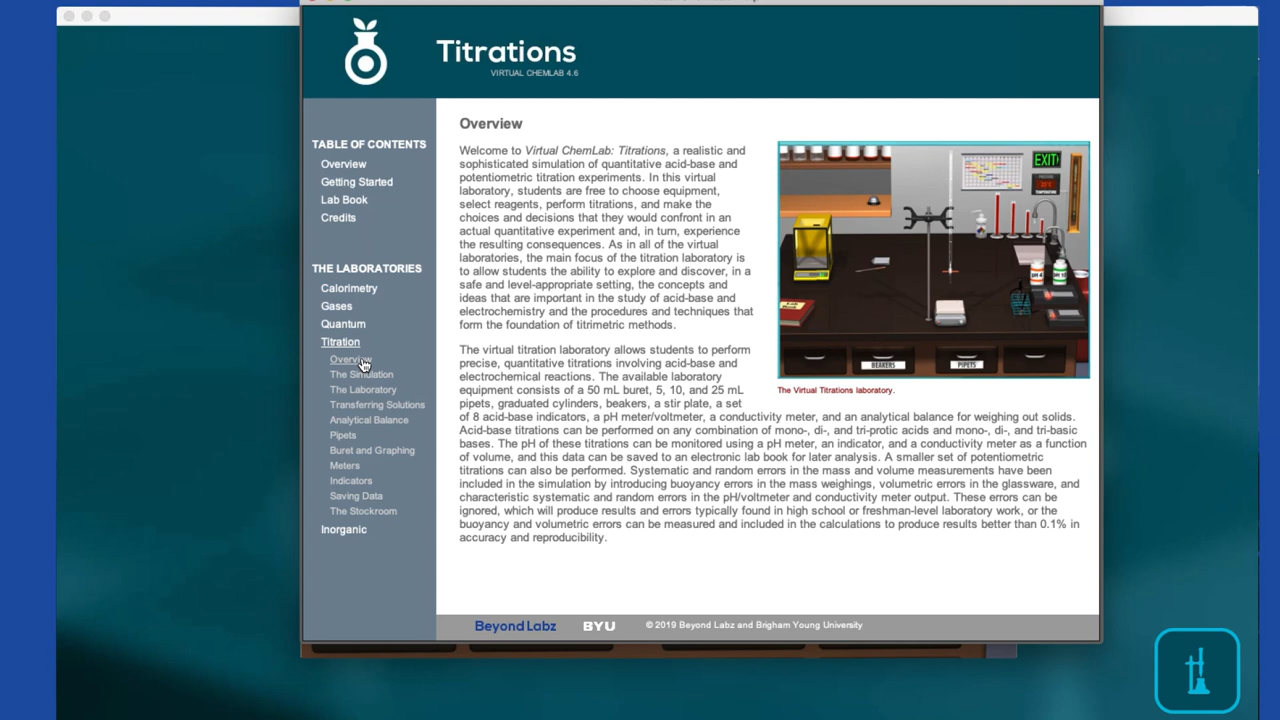 Titrations
VIRTUAL CHEMLAB 4.6
TABLE OF CONTENTS
Overview
Getting Started
Lab Book
Credits
THE LABORATORIES
Calorimetry
Gases
Quantum
Titration
Overview
The Simulation
The Laboratory
Transferring Solutions
Analytical Balance
Pipets
Buret and Graphing
Meters
Indicators
Saving Data
The Stockroom
Inorganic
Overview
Welcome to Virtual ChemLab: Titrations, a realistic and
sophisticated simulation of quantitative acid-base and
potentiometric titration experiments. In this virtual
laboratory, students are free to choose equipment,
select reagents, perform titrations, and make the
choices and decisions that they would confront in an
actual quantitative experiment and, in turn, experience
the resulting consequences. As in all of the virtual
laboratories, the main focus of the titration laboratory is
to allow students the ability to explore and discover, in a
safe and level-appropriate setting, the concepts and
ideas that are important in the study of acid-base and
electrochemistry and the procedures and techniques that
form the foundation of titrimetric methods.
EXIT
TEMPERATURE
BEAKERS
PIPETS
The Virtual Titrations laboratory.
The virtual titration laboratory allows students to perform
precise, quantitative titrations involving acid-base and
electrochemical reactions. The available laboratory
equipment consists of a 50 mL buret, 5, 10, and 25 mL
pipets, graduated cylinders, beakers, a stir plate, a set
of 8 acid-base indicators, a pH meter/voltmeter, a conductivity meter, and an analytical balance for weighing out solids.
Acid-base titrations can be performed on any combination of mono-, di-, and tri-protic acids and mono-, di-, and tri-basic
bases. The pH of these titrations can be monitored using a pH meter, an indicator, and a conductivity meter as a function
of volume, and this data can be saved to an electronic lab book for later analysis. A smaller set of potentiometric
titrations can also be performed. Systematic and random errors in the mass and volume measurements have been
included in the simulation by introducing buoyancy errors in the mass weighings, volumetric errors in the glassware, and
characteristic systematic and random errors in the pH/voltmeter and conductivity meter output. These errors can be
ignored, which will produce results and errors typically found in high school or freshman-level laboratory work, or the
buoyancy and volumetric errors can be measured and included in the calculations to produce results better than 0.1% in
accuracy and reproducibility.
Beyond Labz
BYU
© 2019 Beyond Labz and Brigham Young University